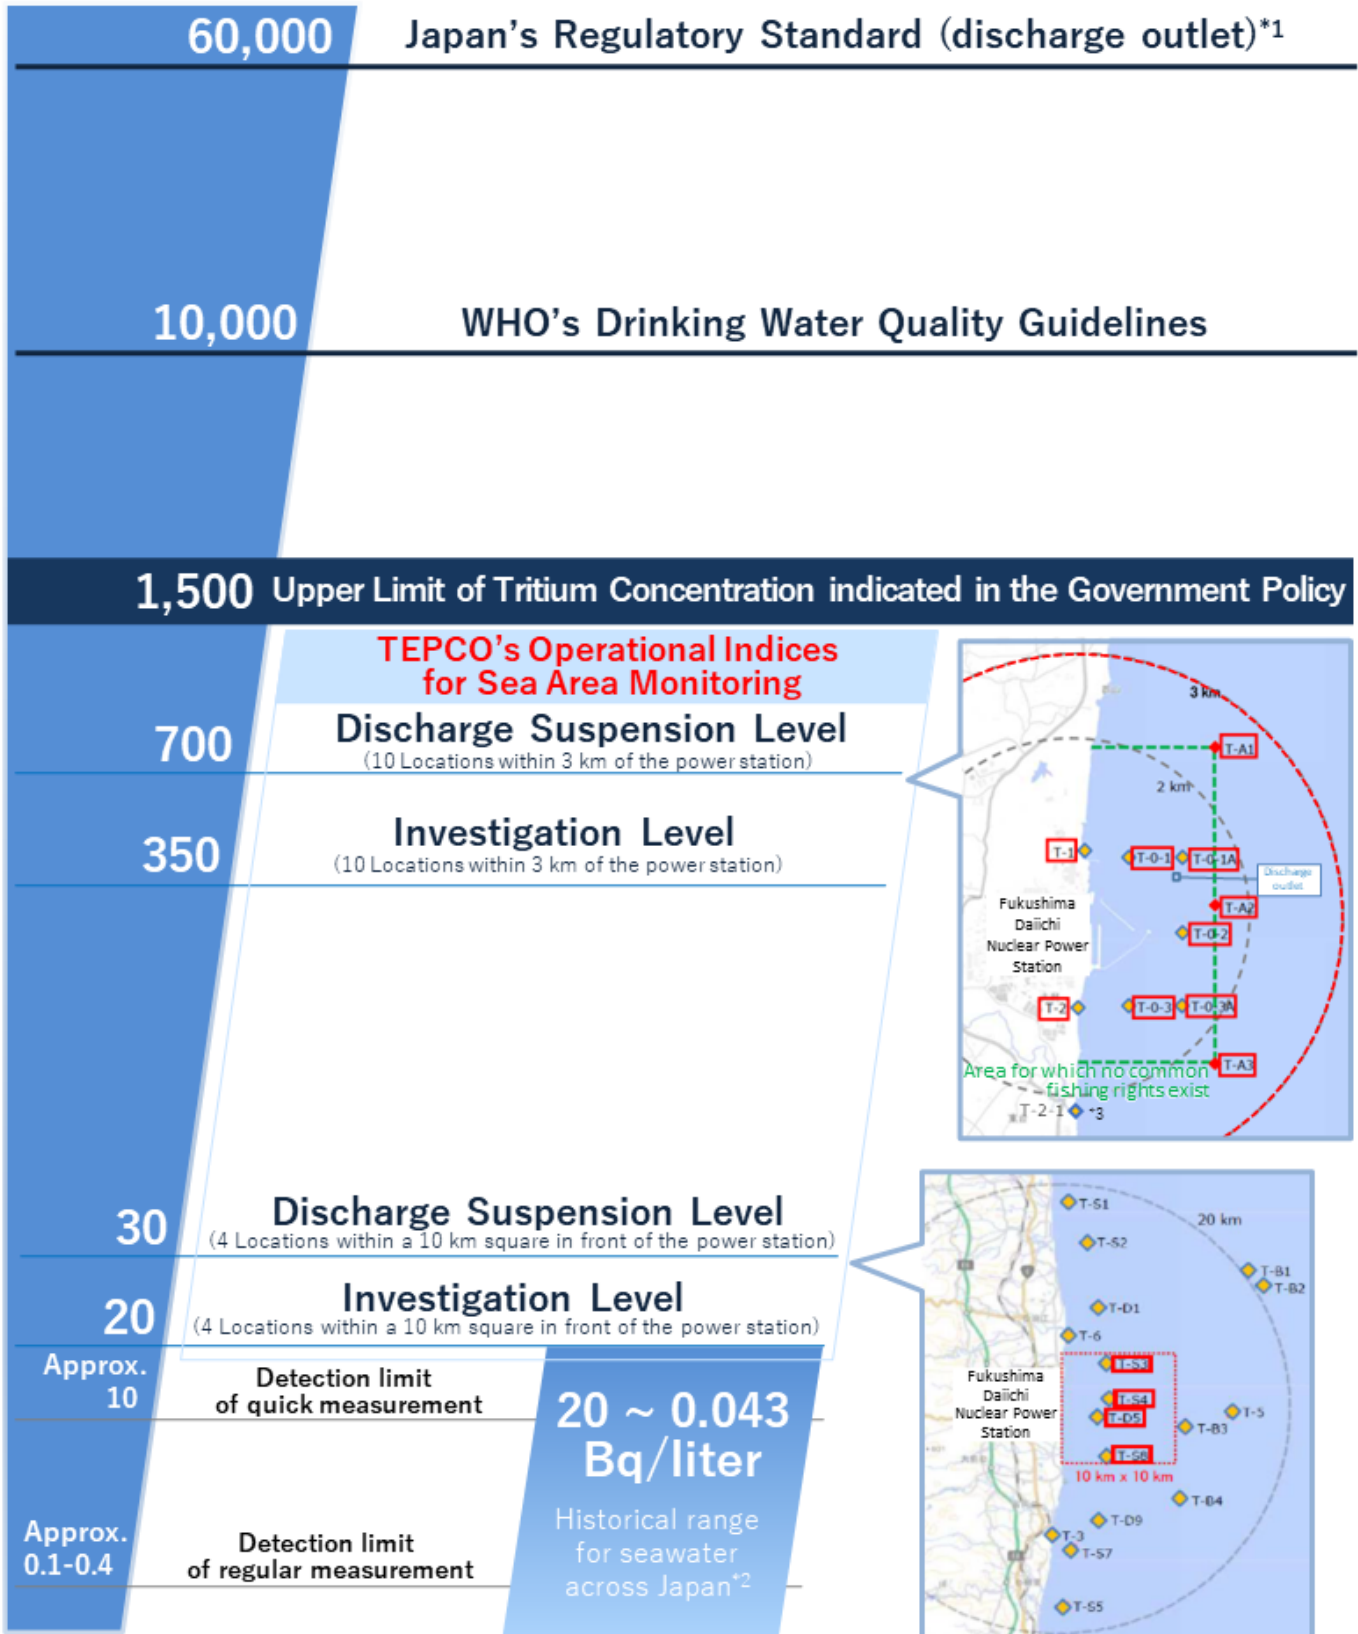 60,000 Japan's Regulatory Standard (discharge outlet)*1
10,000 WHO's Drinking Water Quality Guidelines
1,500 Upper Limit of Tritium Concentration indicated in the Government Policy
TEPCO's Operational Indices
for Sea Area Monitoring
700 Discharge Suspension Level
(10 Locations within 3 km of the power station)
350 Investigation Level
(10 Locations within 3 km of the power station)
30 Discharge Suspension Level
(4 Locations within a 10 km square in front of the power station)
20 Investigation Level
(4 Locations within a 10 km square in front of the power station)
Approx.
10
Detection limit
of quick measurement
Approx.
0.1-0.4
Detection limit
of regular measurement
20 ~ 0.043
Bq/liter
Historical range
for seawater
across Japan*2
3 km
T-A1
2 km
T-1
T-0-1
T-0-1A
Discharge
outlet
T-A2
Fukushima
Daiichi
Nuclear Power
Station
T-0-2
T-2
T-0-3
T-0-3A
T-A3
Area for which no common
fishing rights exist
T-2-1 *3
T-S1
20 km
T-S2
T-B1
T-B2
T-D1
T-6
T-S3
Fukushima
Daiichi
Nuclear Power
Station
T-S4
T-D5
T-5
T-B3
T-S8
10 km x 10 km
T-B4
T-D9
T-3
T-S7
T-S5